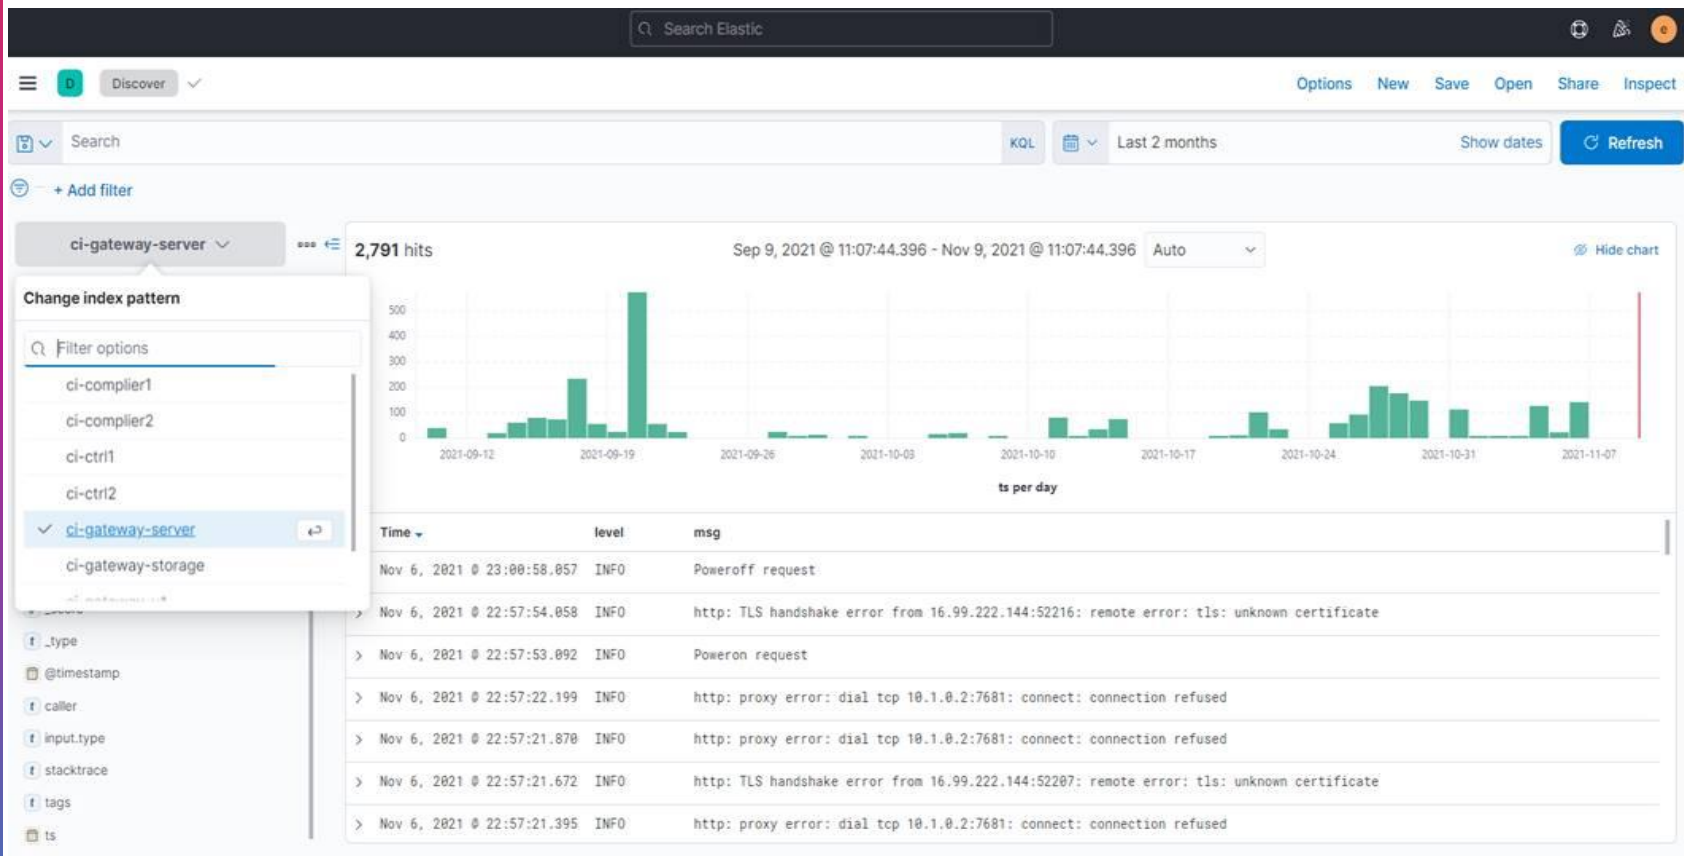 Search Elastic
e
D Discover
Options New Save Open Share Inspect
Search KQL Last 2 months Show dates Refresh
+ Add filter
ci-gateway-server
2,791 hits Sep 9, 2021 @ 11:07:44.396 - Nov 9, 2021 @ 11:07:44.396 Auto Hide chart
Change index pattern
Filter options
ci-complier1
ci-complier2
ci-ctrl1
ci-ctrl2
ci-gateway-server
ci-gateway-storage
t _type
@timestamp
t caller
t input.type
t stacktrace
t tags
ts
500
400
300
200
100
0
2021-09-12 2021-09-19 2021-09-26 2021-10-03 2021-10-10 2021-10-17 2021-10-24 2021-10-31 2021-11-07
ts per day
Time level msg
Nov 6, 2021 @ 23:00:58.057 INFO Poweroff request
Nov 6, 2021 @ 22:57:54.058 INFO http: TLS handshake error from 16.99.222.144:52216: remote error: tls: unknown certificate
Nov 6, 2021 @ 22:57:53.092 INFO Poweron request
Nov 6, 2021 @ 22:57:22.199 INFO http: proxy error: dial tcp 10.1.0.2:7681: connect: connection refused
Nov 6, 2021 @ 22:57:21.870 INFO http: proxy error: dial tcp 10.1.0.2:7681: connect: connection refused
Nov 6, 2021 @ 22:57:21.672 INFO http: TLS handshake error from 16.99.222.144:52207: remote error: tls: unknown certificate
Nov 6, 2021 @ 22:57:21.395 INFO http: proxy error: dial tcp 10.1.0.2:7681: connect: connection refused